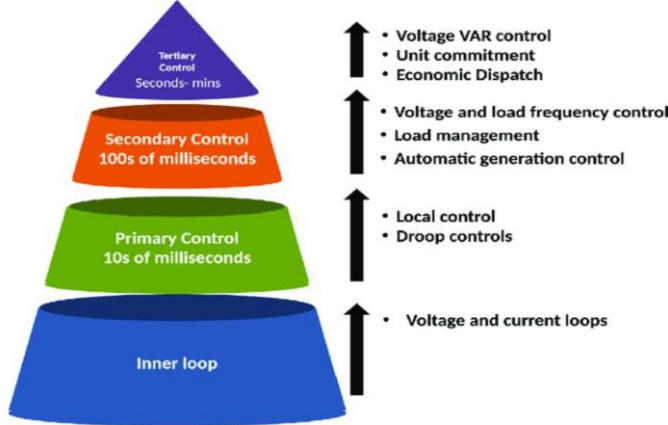 Tertiary
Control
Seconds- mins
• Voltage VAR control
• Unit commitment
• Economic Dispatch
Secondary Control
100s of milliseconds
• Voltage and load frequency control
• Load management
• Automatic generation control
Primary Control
10s of milliseconds
• Local control
• Droop controls
Inner loop
• Voltage and current loops